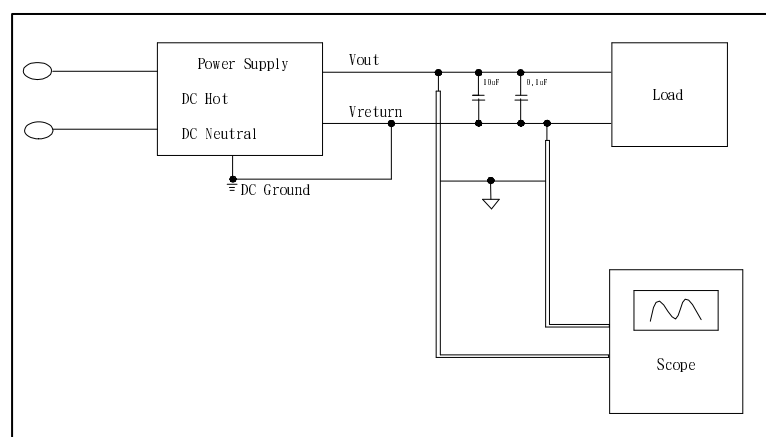 Power Supply
DC Hot
DC Neutral
Vout
Vreturn
10uF
0.1uF
Load
DC Ground
Scope